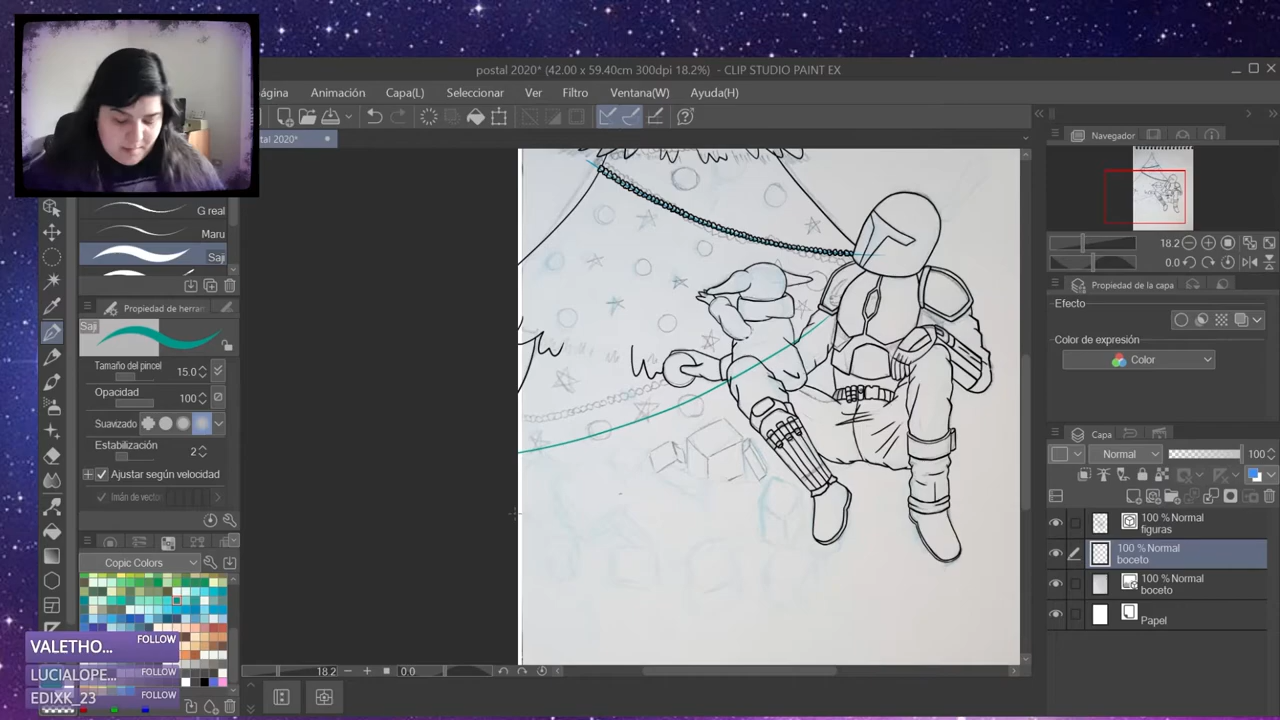 postal 2020* (42.00 x 59.40cm 300dpi 18.2%) - CLIP STUDIO PAINT EX
ágina Animación Capa(L) Seleccionar Ver Filtro Ventana(W) Ayuda(H)
tal 2020*
G real
Maru
Saji
Propiedad de herrar
Saji
Tamaño del pincel 15.0
Opacidad 100
Suavizado
Estabilización 2
Ajustar según velocidad
Imán de vector
Copic Colors
VALETHO... FOLLOW
LUCIALOPE... FOLLOW
EDIXK_23 FOLLOW
18.2 0.0
Navegador
18.2
0.0
Propiedad de la capa
Efecto
Color de expresión
Color
Capa
Normal 100
100 % Normal
figuras
100 % Normal
boceto
100 % Normal
boceto
Papel